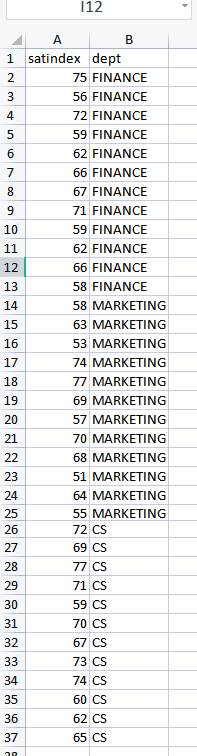 I12
A B
1 satindex dept
2 75 FINANCE
3 56 FINANCE
4 72 FINANCE
5 59 FINANCE
6 62 FINANCE
7 66 FINANCE
8 67 FINANCE
9 71 FINANCE
10 59 FINANCE
11 62 FINANCE
12 66 FINANCE
13 58 FINANCE
14 58 MARKETING
15 63 MARKETING
16 53 MARKETING
17 74 MARKETING
18 77 MARKETING
19 69 MARKETING
20 57 MARKETING
21 70 MARKETING
22 68 MARKETING
23 51 MARKETING
24 64 MARKETING
25 55 MARKETING
26 72 CS
27 69 CS
28 77 CS
29 71 CS
30 59 CS
31 70 CS
32 67 CS
33 73 CS
34 74 CS
35 60 CS
36 62 CS
37 65 CS